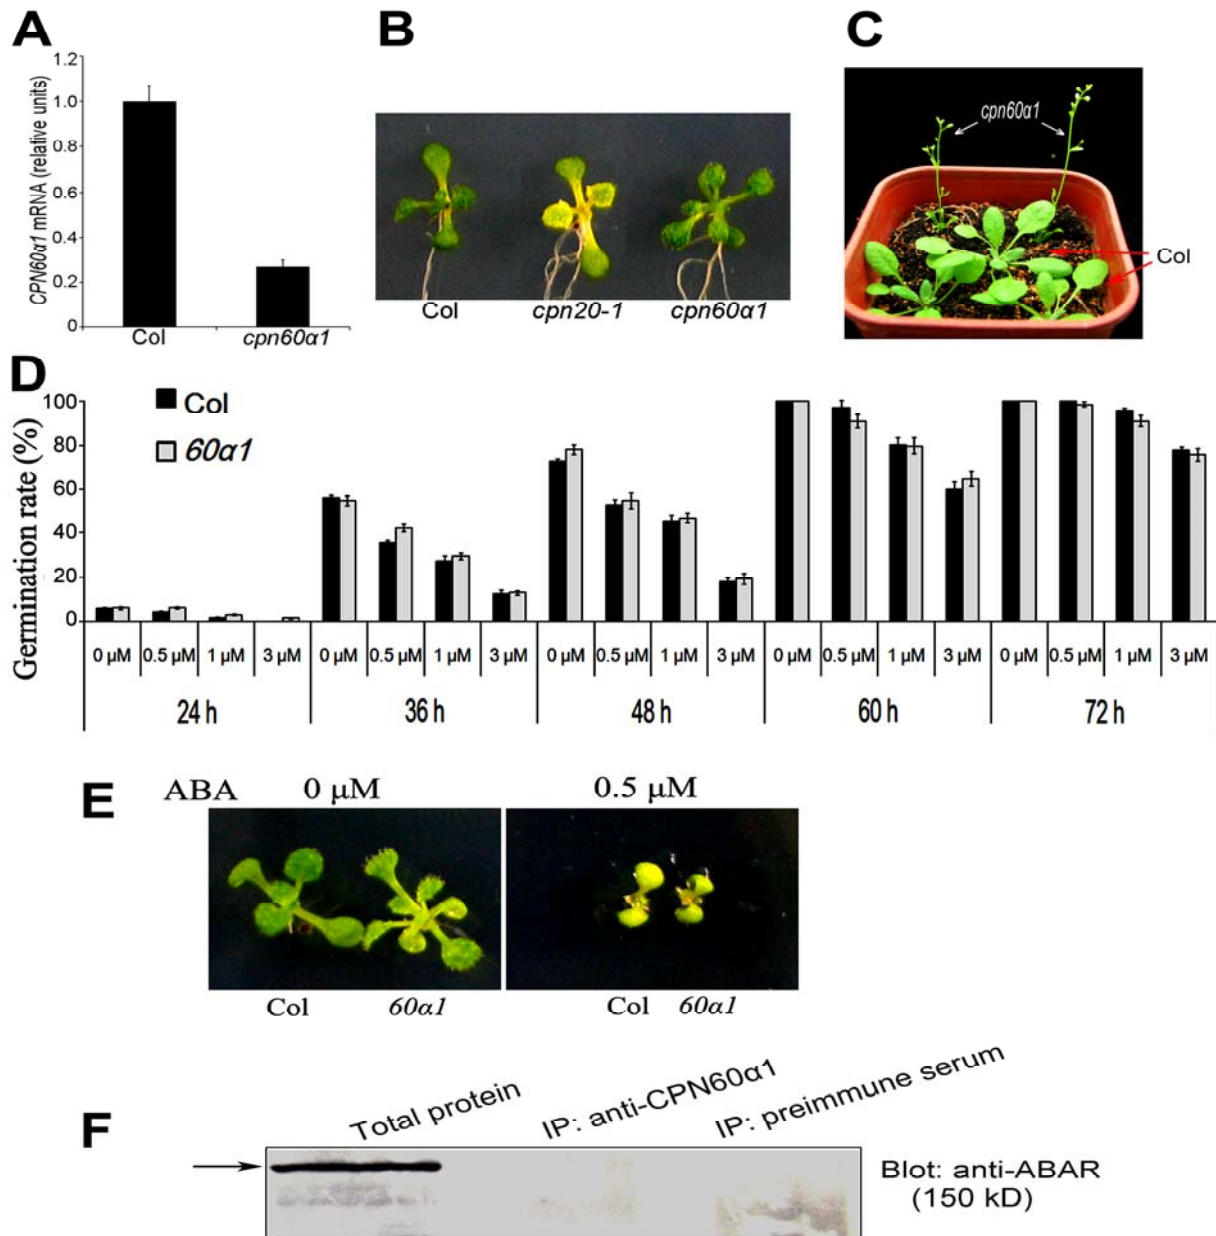 A
CPN60α1 mRNA (relative units)
1.2
1.0
0.8
0.6
0.4
0.2
0
Col
cpn60α1
B
Col
cpn20-1
cpn60α1
C
cpn60α1
Col
D
Germination rate (%)
100
80
60
40
20
0
Col
60α1
0 μM 0.5 μM 1 μM 3 μM 0 μM 0.5 μM 1 μM 3 μM 0 μM 0.5 μM 1 μM 3 μM 0 μM 0.5 μM 1 μM 3 μM 0 μM 0.5 μM 1 μM 3 μM
24 h 36 h 48 h 60 h 72 h
E
ABA 0 μM 0.5 μM
Col 60α1 Col 60α1
F
Total protein
IP: anti-CPN60α1
IP: preimmune serum
Blot: anti-ABAR
(150 kD)